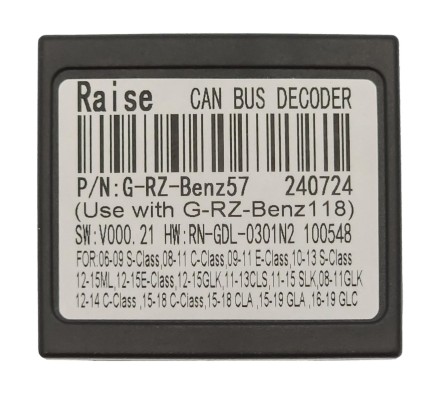 Raise CAN BUS DECODER
P/N:G-RZ-Benz57 240724
(Use with G-RZ-Benz118)
SW:V000.21 HW:RN-GDL-0301N2 100548
FOR:06-09 S-Class,08-11 C-Class,09-11 E-Class,10-13 S-Class
12-15ML,12-15E-Class,12-15GLK,11-13CLS,11-15 SLK,08-11GLK
12-14 C-Class,15-18 C-Class,15-18 CLA ,15-19 GLA ,16-19 GLC